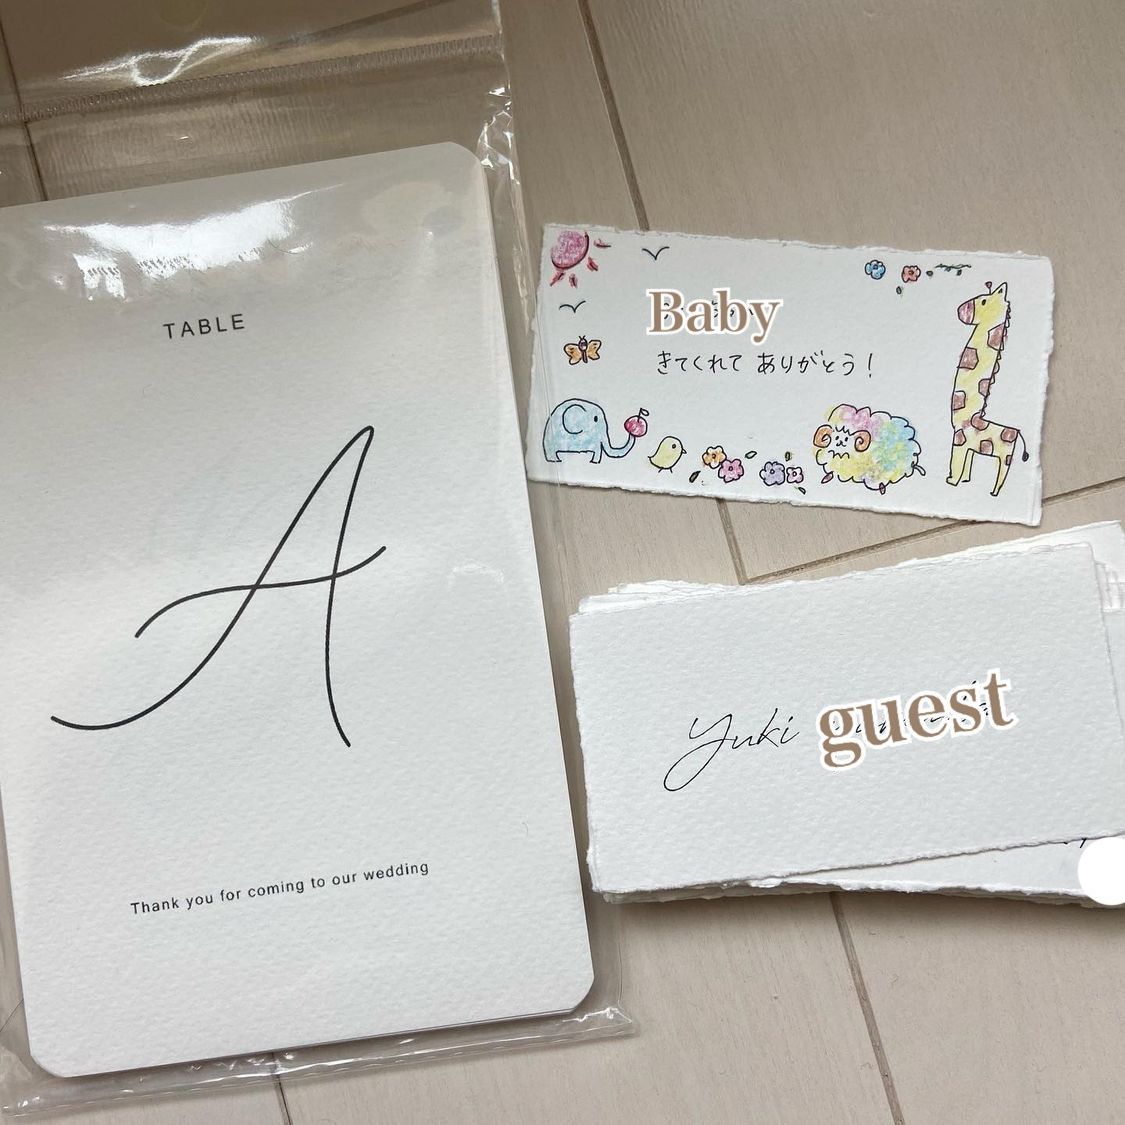 TABLE
A
Thank you for coming to our wedding
Baby
きてくれて ありがとう!
Yuki guest